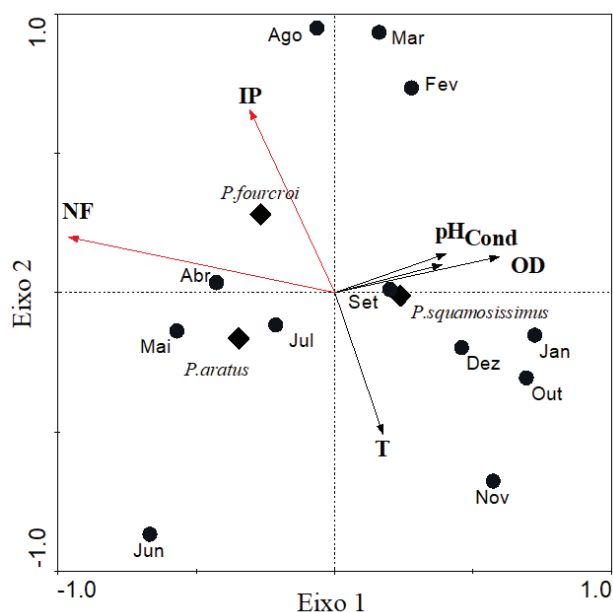 1.0
Ago
Mar
Fev
IP
P.fourcroi
NF
pH
Cond
OD
Abr
Set
P.squamosissimus
Eixo 2
Mai
Jul
Jan
P.aratus
Dez
Out
T
Nov
Jun
-1.0
-1.0
Eixo 1
1.0